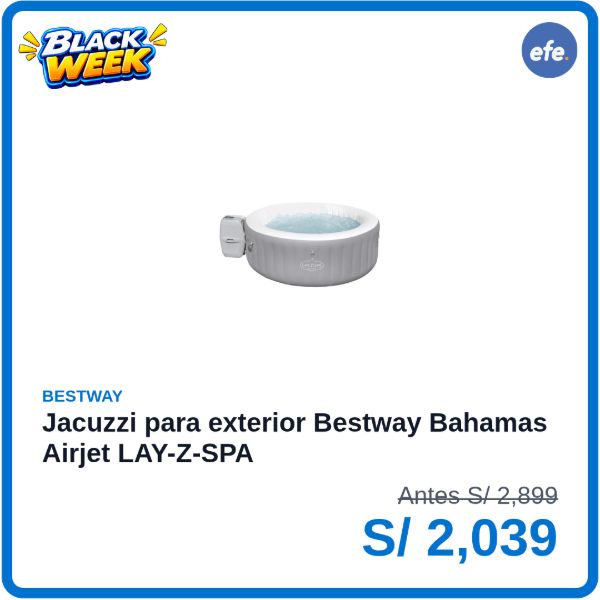 BLACK
WEEK
efe.
BESTWAY
Jacuzzi para exterior Bestway Bahamas
Airjet LAY-Z-SPA
Antes S/ 2,899
S/ 2,039